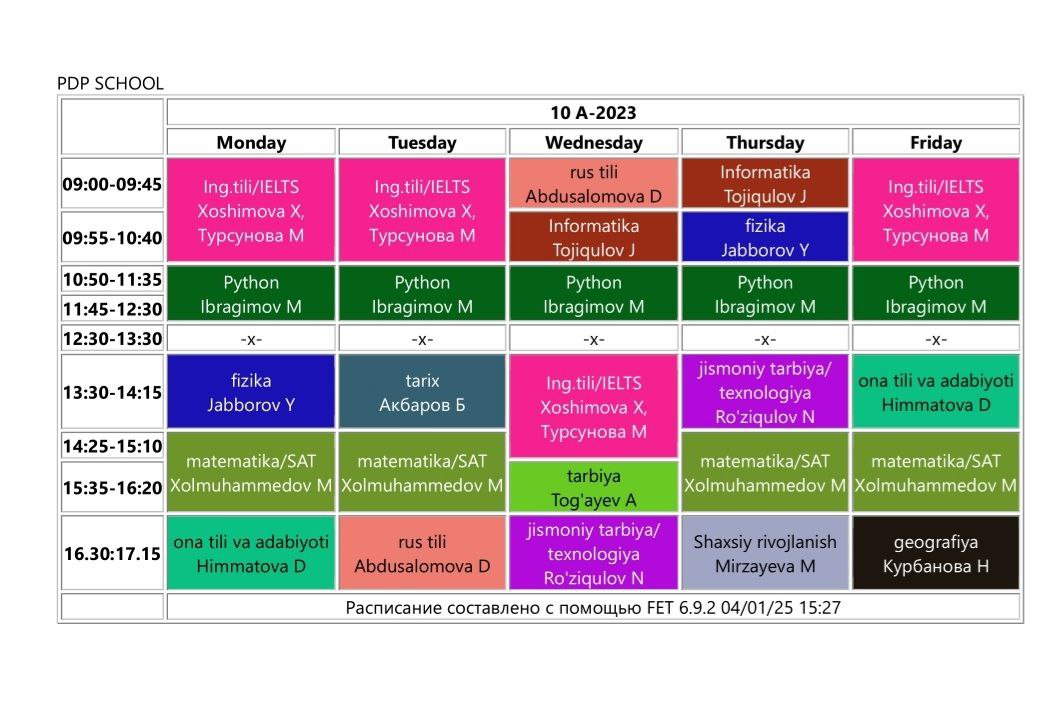 PDP SCHOOL
10 A-2023
Monday Tuesday Wednesday Thursday Friday
09:00-09:45
Ing.tili/IELTS
Xoshimova X,
Турсунова М
Ing.tili/IELTS
Xoshimova X,
Турсунова М
rus tili
Abdusalomova D
Informatika
Tojiqulov J
Ing.tili/IELTS
Xoshimova X,
Турсунова М
09:55-10:40
Informatika
Tojiqulov J
fizika
Jabborov Y
10:50-11:35
Python
Ibragimov M
Python
Ibragimov M
Python
Ibragimov M
Python
Ibragimov M
Python
Ibragimov M
11:45-12:30
12:30-13:30 -x- -x- -x- -x- -x-
13:30-14:15
fizika
Jabborov Y
tarix
Акбаров Б
Ing.tili/IELTS
Xoshimova X,
Турсунова М
jismoniy tarbiya/
texnologiya
Ro'ziqulov N
ona tili va adabiyoti
Himmatova D
14:25-15:10
matematika/SAT
Xolmuhammedov M
matematika/SAT
Xolmuhammedov M
matematika/SAT
Xolmuhammedov M
matematika/SAT
Xolmuhammedov M
15:35-16:20
tarbiya
Tog'ayev A
16.30:17.15
ona tili va adabiyoti
Himmatova D
rus tili
Abdusalomova D
jismoniy tarbiya/
texnologiya
Ro'ziqulov N
Shaxsiy rivojlanish
Mirzayeva M
geografiya
Курбанова Н
Расписание составлено с помощью FET 6.9.2 04/01/25 15:27